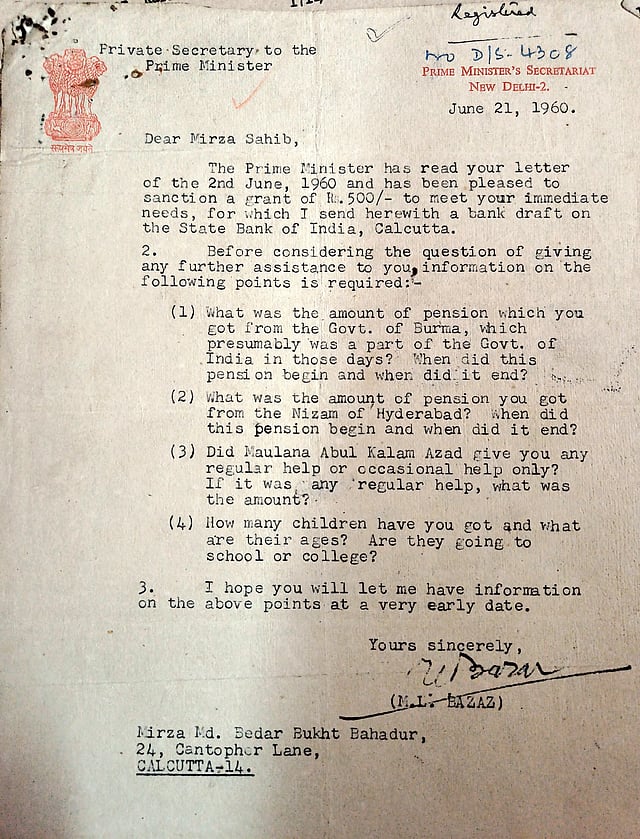 Registered
Private Secretary to the
Prime Minister
No D/S-4308
PRIME MINISTER'S SECRETARIAT
NEW DELHI-2.
सत्यमेव जयते
June 21, 1960.
Dear Mirza Sahib,
The Prime Minister has read your letter
of the 2nd June, 1960 and has been pleased to
sanction a grant of Rs.500/- to meet your immediate
needs, for which I send herewith a bank draft on
the State Bank of India, Calcutta.
2. Before considering the question of giving
any further assistance to you, information on the
following points is required:-
(1) What was the amount of pension which you
got from the Govt. of Burma, which
presumably was a part of the Govt. of
India in those days? When did this
pension begin and when did it end?
(2) What was the amount of pension you got
from the Nizam of Hyderabad? When did
this pension begin and when did it end?
(3) Did Maulana Abul Kalam Azad give you any
regular help or occasional help only?
If it was any regular help, what was
the amount?
(4) How many children have you got and what
are their ages? Are they going to
school or college?
3. I hope you will let me have information
on the above points at a very early date.
Yours sincerely,
(M.L. BAZAZ)
Mirza Md. Bedar Bukht Bahadur,
24, Cantopher Lane,
CALCUTTA-14.